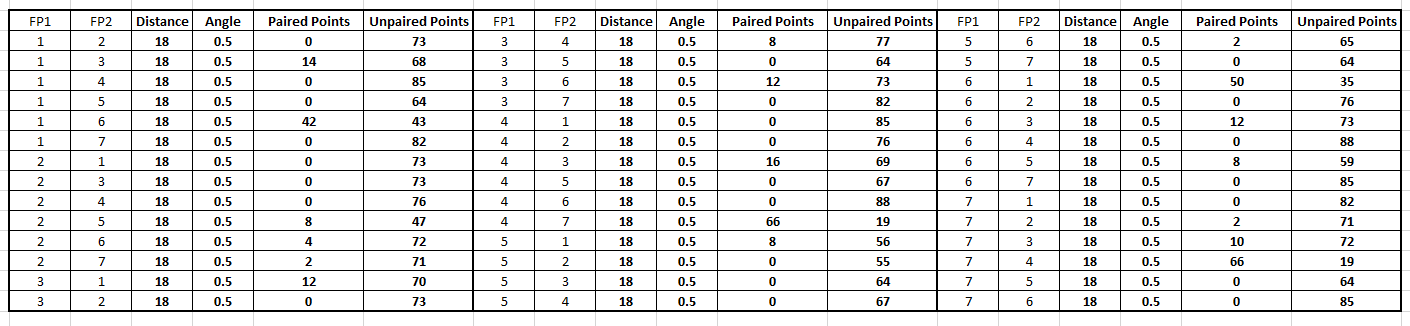 FP1 FP2 Distance Angle Paired Points Unpaired Points FP1 FP2 Distance Angle Paired Points Unpaired Points FP1 FP2 Distance Angle Paired Points Unpaired Points
1 2 18 0.5 0 73 3 4 18 0.5 8 77 5 6 18 0.5 2 65
1 3 18 0.5 14 68 3 5 18 0.5 0 64 5 7 18 0.5 0 64
1 4 18 0.5 0 85 3 6 18 0.5 12 73 6 1 18 0.5 50 35
1 5 18 0.5 0 64 3 7 18 0.5 0 82 6 2 18 0.5 0 76
1 6 18 0.5 42 43 4 1 18 0.5 0 85 6 3 18 0.5 12 73
1 7 18 0.5 0 82 4 2 18 0.5 0 76 6 4 18 0.5 0 88
2 1 18 0.5 0 73 4 3 18 0.5 16 69 6 5 18 0.5 8 59
2 3 18 0.5 0 73 4 5 18 0.5 0 67 6 7 18 0.5 0 85
2 4 18 0.5 0 76 4 6 18 0.5 0 88 7 1 18 0.5 0 82
2 5 18 0.5 8 47 4 7 18 0.5 66 19 7 2 18 0.5 2 71
2 6 18 0.5 4 72 5 1 18 0.5 8 56 7 3 18 0.5 10 72
2 7 18 0.5 2 71 5 2 18 0.5 0 55 7 4 18 0.5 66 19
3 1 18 0.5 12 70 5 3 18 0.5 0 64 7 5 18 0.5 0 64
3 2 18 0.5 0 73 5 4 18 0.5 0 67 7 6 18 0.5 0 85